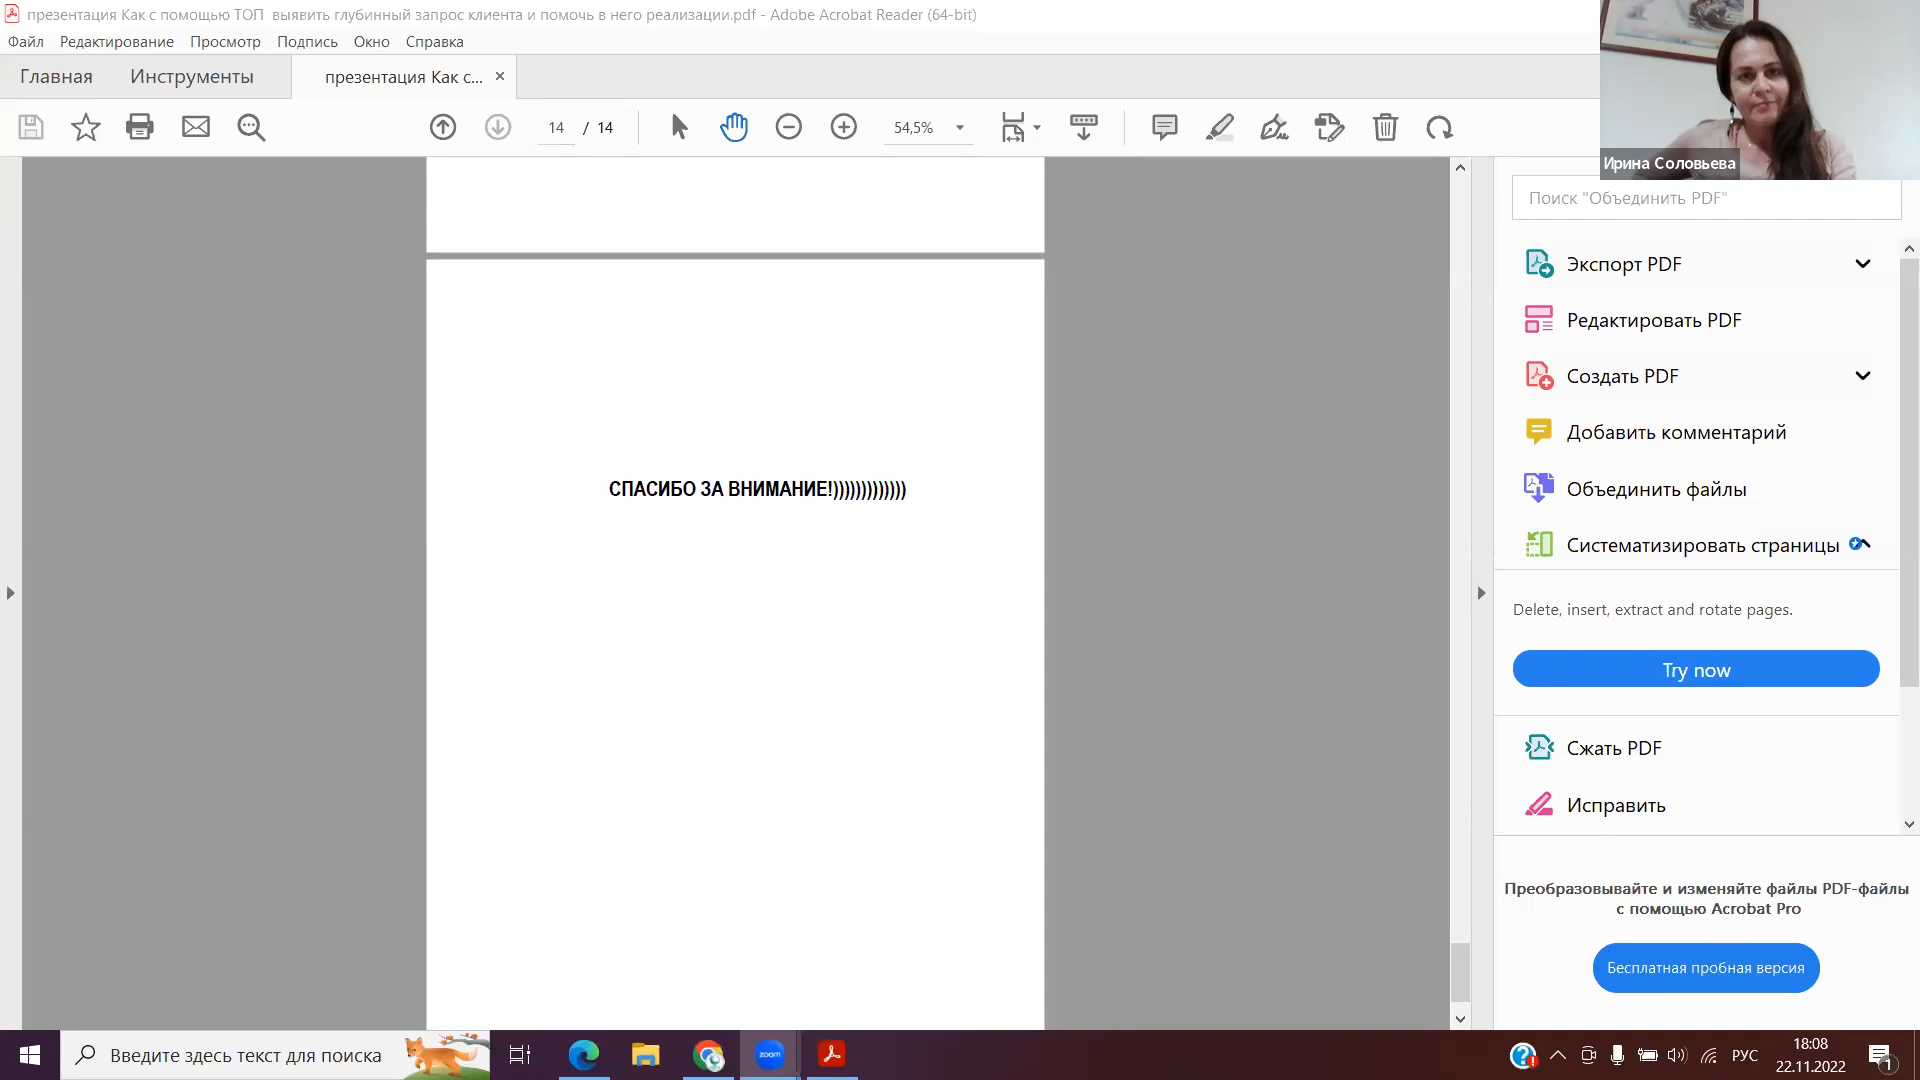 презентация Как с помощью ТОП  выявить глубинный запрос клиента и помочь в него реализации.pdf - Adobe Acrobat Reader (64-bit)
Файл Редактирование Просмотр Подпись Окно Справка
Главная Инструменты презентация Как с...
14 / 14 54,5%
Ирина Соловьева
Поиск "Объединить PDF"
Экспорт PDF
Редактировать PDF
Создать PDF
Добавить комментарий
Объединить файлы
Систематизировать страницы
Delete, insert, extract and rotate pages.
Try now
Сжать PDF
Исправить
Преобразовывайте и изменяйте файлы PDF-файлы
с помощью Acrobat Pro
Бесплатная пробная версия
СПАСИБО ЗА ВНИМАНИЕ!)))))))))))))
Введите здесь текст для поиска
zoom
РУС
18:08
22.11.2022
1